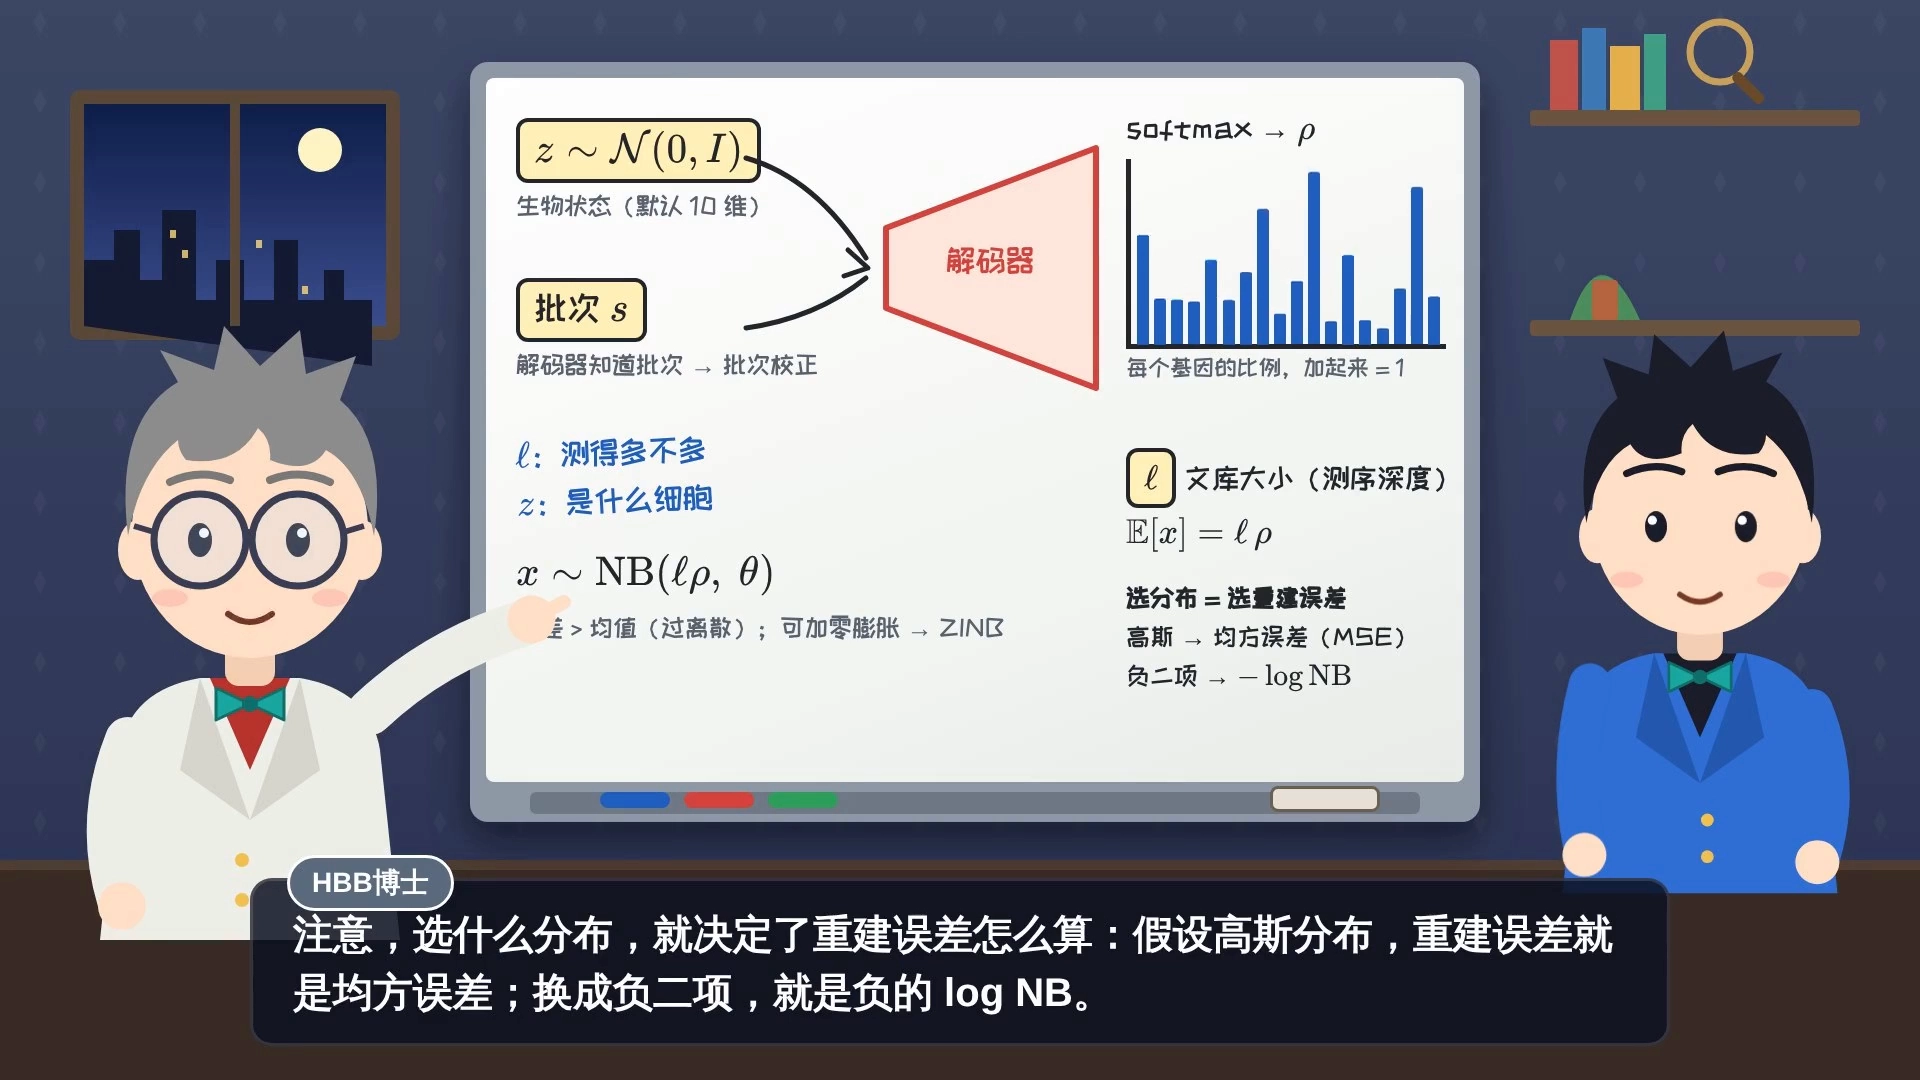 z ∼ 𝒩(0, I)
生物状态（默认 10 维）
批次 s
解码器知道批次 → 批次校正
解码器
softmax → ρ
每个基因的比例，加起来 = 1
ℓ：测得多不多
z：是什么细胞
x ∼ NB(ℓρ, θ)
差 > 均值（过离散）；可加零膨胀 → ZINB
ℓ 文库大小（测序深度）
𝔼[x] = ℓ ρ
选分布 = 选重建误差
高斯 → 均方误差（MSE）
负二项 → − log NB
HBB博士
注意，选什么分布，就决定了重建误差怎么算：假设高斯分布，重建误差就
是均方误差；换成负二项，就是负的 log NB。